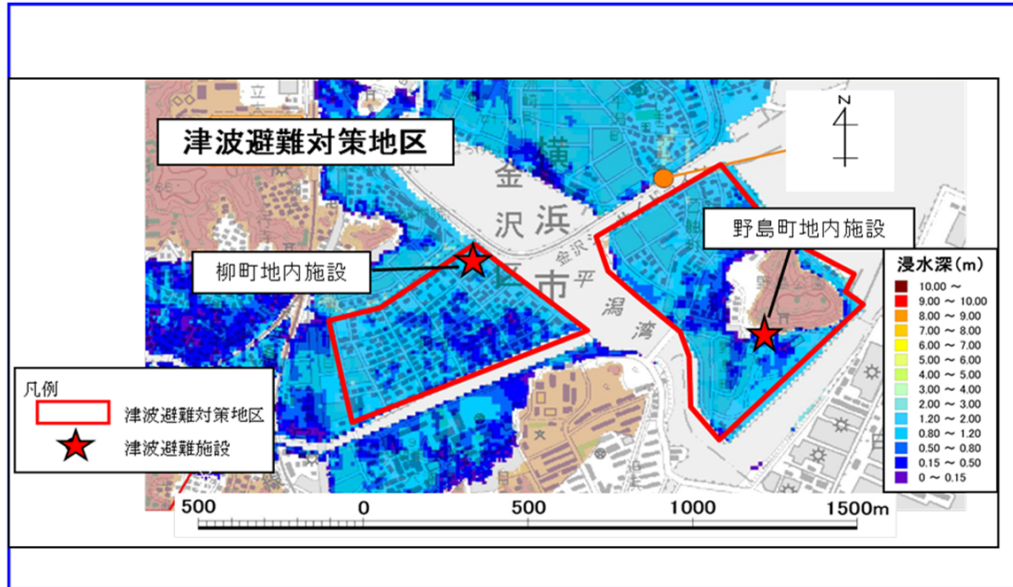 津波避難対策地区
N
野島町地内施設
柳町地内施設
横
浜
市
金
沢
区
平
潟
湾
浸水深(m)
10.00 ~
9.00 ~ 10.00
8.00 ~ 9.00
7.00 ~ 8.00
6.00 ~ 7.00
5.00 ~ 6.00
4.00 ~ 5.00
3.00 ~ 4.00
2.00 ~ 3.00
1.20 ~ 2.00
0.80 ~ 1.20
0.50 ~ 0.80
0.15 ~ 0.50
0 ~ 0.15
凡例
津波避難対策地区
津波避難施設
500 0 500 1000 1500m